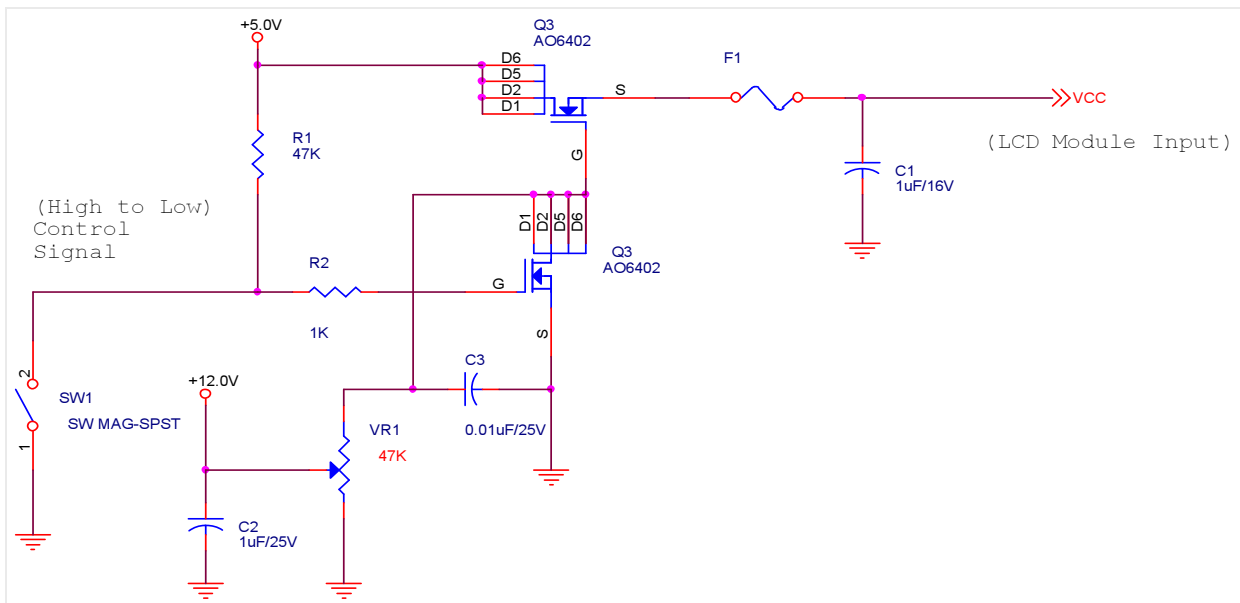 +5.0V
Q3
AO6402
F1
D6
D5
D2
D1
S
VCC
(LCD Module Input)
R1
47K
G
C1
1uF/16V
(High to Low)
Control
Signal
D1
D2
D5
D6
Q3
AO6402
R2
G
1K
S
C3
0.01uF/25V
+12.0V
2
SW1
SW MAG-SPST
1
VR1
47K
C2
1uF/25V